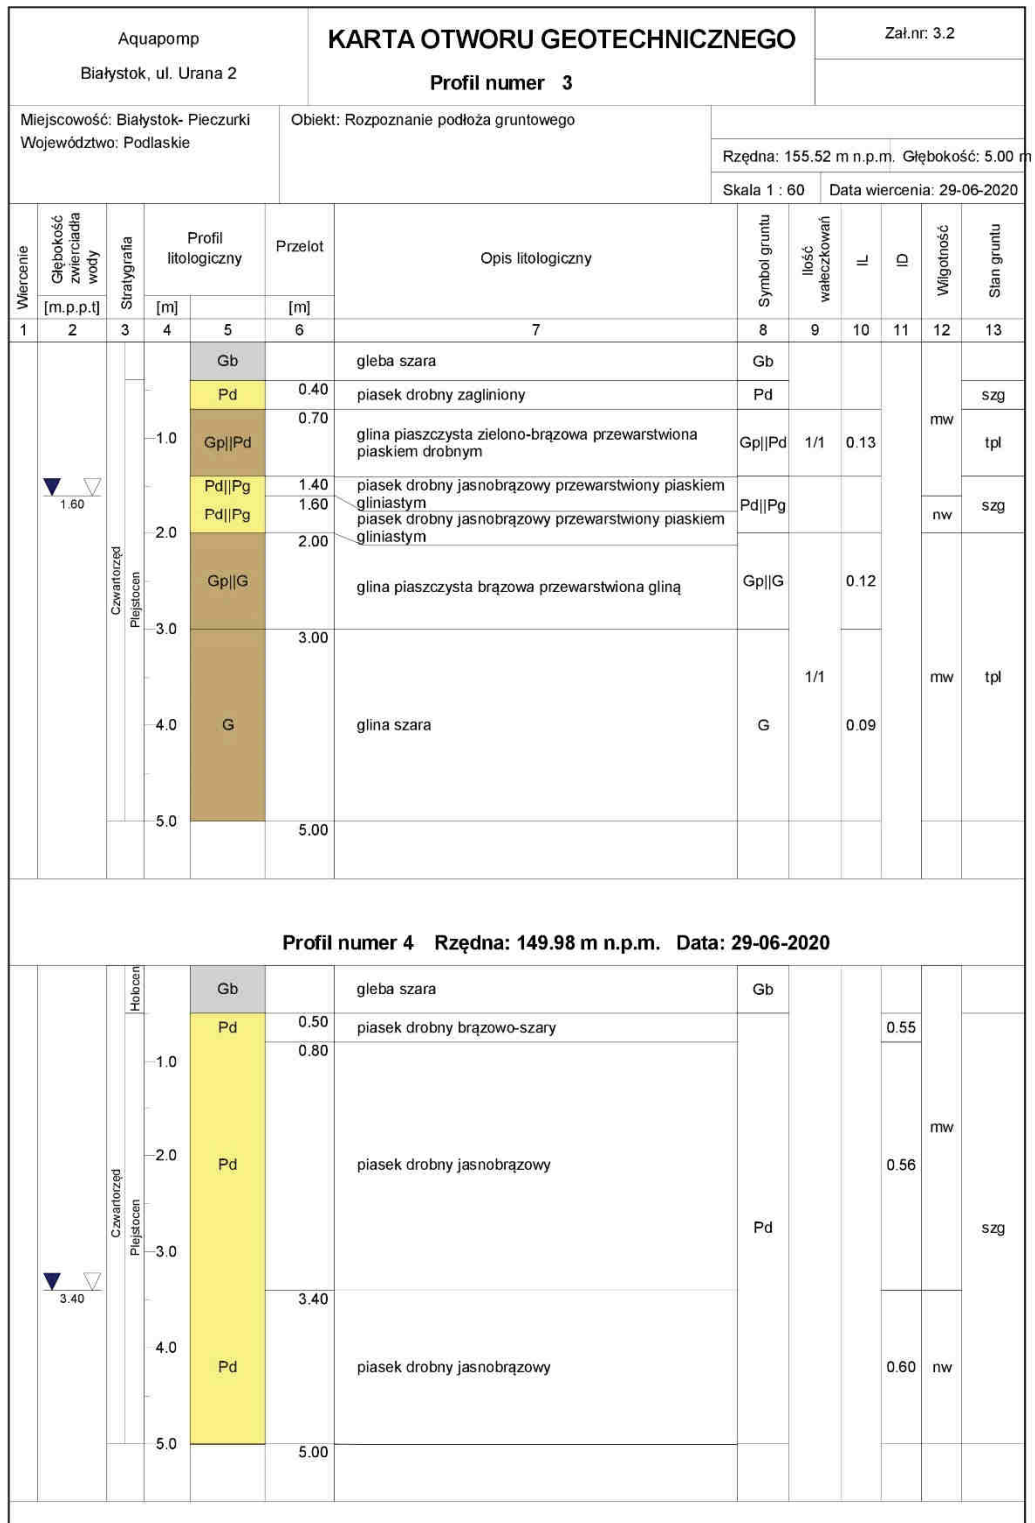 Aquapomp
Białystok, ul. Urana 2
KARTA OTWORU GEOTECHNICZNEGO
Profil numer 3
Zał.nr: 3.2
Miejscowość: Białystok- Pieczurki
Województwo: Podlaskie
Obiekt: Rozpoznanie podłoża gruntowego
Rzędna: 155.52 m n.p.m. Głębokość: 5.00 m
Skala 1 : 60 Data wiercenia: 29-06-2020
Wiercenie
Głębokość zwierciadła wody
[m.p.p.t]
Stratygrafia
Profil litologiczny
[m]
Przelot
[m]
Opis litologiczny
Symbol gruntu
Ilość wałeczkowań
IL
ID
Wilgotność
Stan gruntu
1 2 3 4 5 6 7 8 9 10 11 12 13
Gb gleba szara Gb
0.40
Pd piasek drobny zagliniony Pd szg
0.70
mw
1.0 Gp||Pd glina piaszczysta zielono-brązowa przewarstwiona
piaskiem drobnym Gp||Pd 1/1 0.13 tpl
1.40
Pd||Pg piasek drobny jasnobrązowy przewarstwiony piaskiem
gliniastym
1.60 1.60
Pd||Pg piasek drobny jasnobrązowy przewarstwiony piaskiem
gliniastym
Pd||Pg nw szg
2.0 2.00
Czwartorzęd
Plejstocen
Gp||G glina piaszczysta brązowa przewarstwiona gliną Gp||G 0.12
3.0 3.00
1/1 mw tpl
4.0 G glina szara G 0.09
5.0 5.00
Profil numer 4 Rzędna: 149.98 m n.p.m. Data: 29-06-2020
Holocen
Gb gleba szara Gb
0.50
Pd piasek drobny brązowo-szary 0.55
0.80
1.0
mw
2.0 Pd piasek drobny jasnobrązowy 0.56
Czwartorzęd
Plejstocen
Pd szg
3.0
3.40 3.40
4.0
Pd piasek drobny jasnobrązowy 0.60 nw
5.0 5.00